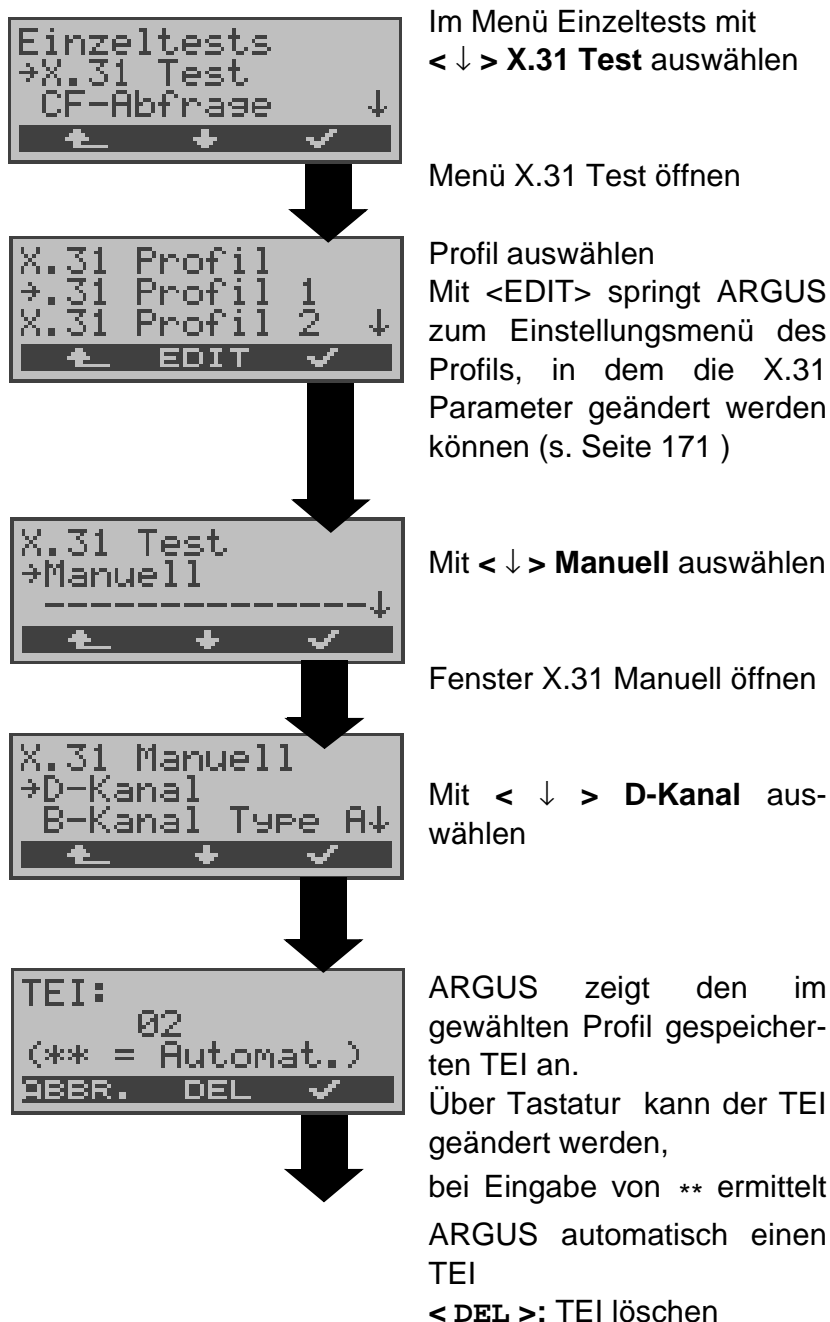 Einzeltests
→X.31 Test
CF-Abfrage ↓
Im Menü Einzeltests mit
< ↓ > X.31 Test auswählen
Menü X.31 Test öffnen
X.31 Profil
→.31 Profil 1
X.31 Profil 2 ↓
EDIT
Profil auswählen
Mit <EDIT> springt ARGUS
zum Einstellungsmenü des
Profils, in dem die X.31
Parameter geändert werden
können (s. Seite 171 )
X.31 Test
→Manuell
--------------↓
Mit < ↓ > Manuell auswählen
Fenster X.31 Manuell öffnen
X.31 Manuell
→D-Kanal
B-Kanal Type A↓
Mit < ↓ > D-Kanal aus-
wählen
TEI:
02
(** = Automat.)
ABBR. DEL
ARGUS zeigt den im
gewählten Profil gespeicher-
ten TEI an.
Über Tastatur kann der TEI
geändert werden,
bei Eingabe von ** ermittelt
ARGUS automatisch einen
TEI
< DEL >: TEI löschen